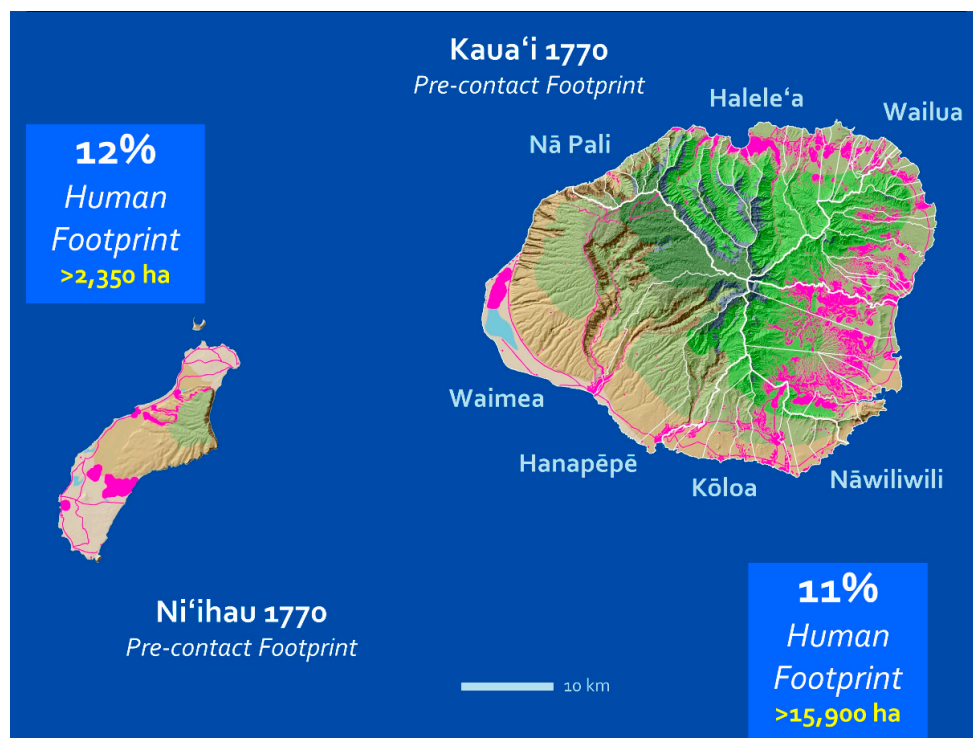 Kauaʻi 1770
Pre-contact Footprint
Haleleʻa
Wailua
Nā Pali
12%
Human
Footprint
>2,350 ha
Waimea
Hanapēpē
Kōloa
Nāwiliwili
Niʻihau 1770
Pre-contact Footprint
10 km
11%
Human
Footprint
>15,900 ha